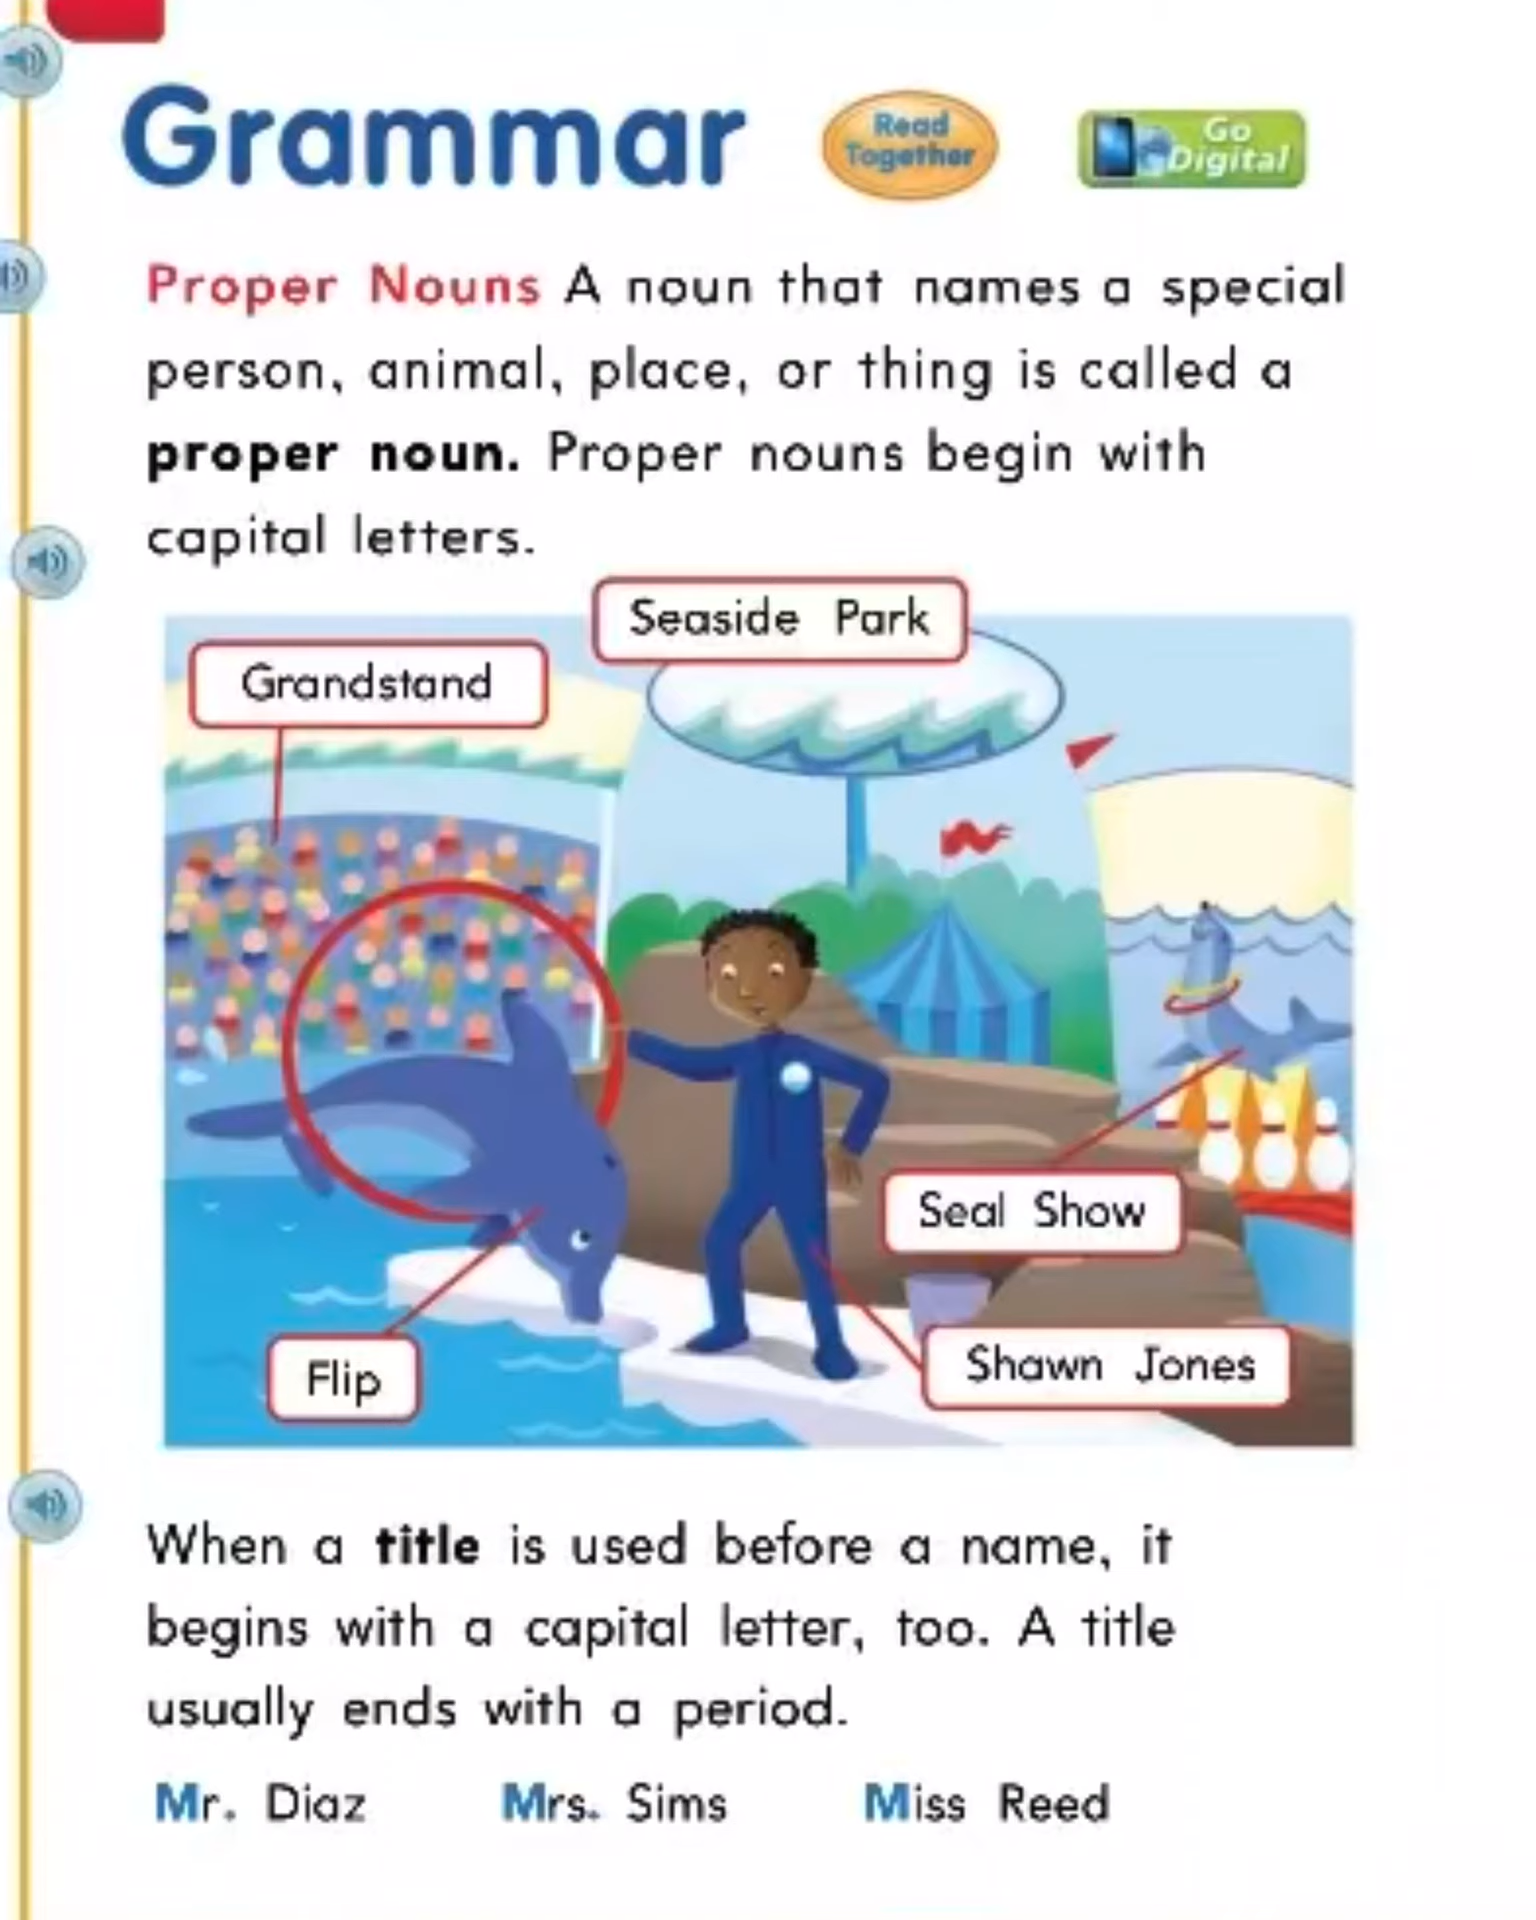 Grammar
Read
Together
Go
Digital
Proper Nouns A noun that names a special
person, animal, place, or thing is called a
proper noun. Proper nouns begin with
capital letters.
Seaside Park
Grandstand
Seal Show
Shawn Jones
Flip
When a title is used before a name, it
begins with a capital letter, too. A title
usually ends with a period.
Mr. Diaz Mrs. Sims Miss Reed